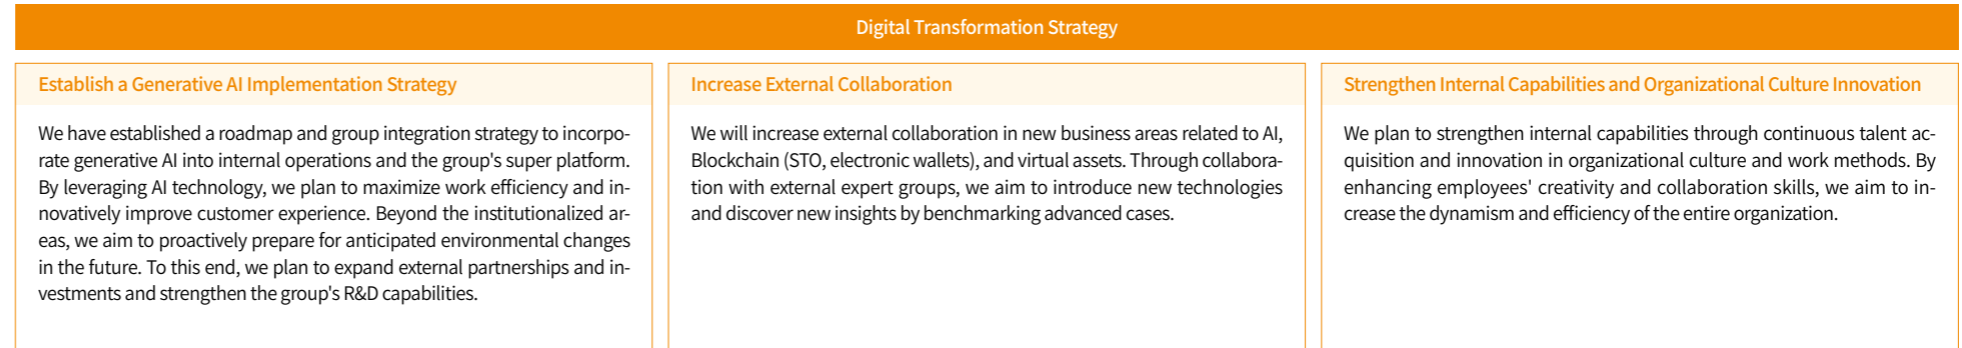 Digital Transformation Strategy
Establish a Generative AI Implementation Strategy
We have established a roadmap and group integration strategy to incorpo-
rate generative AI into internal operations and the group's super platform.
By leveraging AI technology, we plan to maximize work efficiency and in-
novatively improve customer experience. Beyond the institutionalized ar-
eas, we aim to proactively prepare for anticipated environmental changes
in the future. To this end, we plan to expand external partnerships and in-
vestments and strengthen the group's R&D capabilities.
Increase External Collaboration
We will increase external collaboration in new business areas related to AI,
Blockchain (STO, electronic wallets), and virtual assets. Through collabora-
tion with external expert groups, we aim to introduce new technologies
and discover new insights by benchmarking advanced cases.
Strengthen Internal Capabilities and Organizational Culture Innovation
We plan to strengthen internal capabilities through continuous talent ac-
quisition and innovation in organizational culture and work methods. By
enhancing employees' creativity and collaboration skills, we aim to in-
crease the dynamism and efficiency of the entire organization.